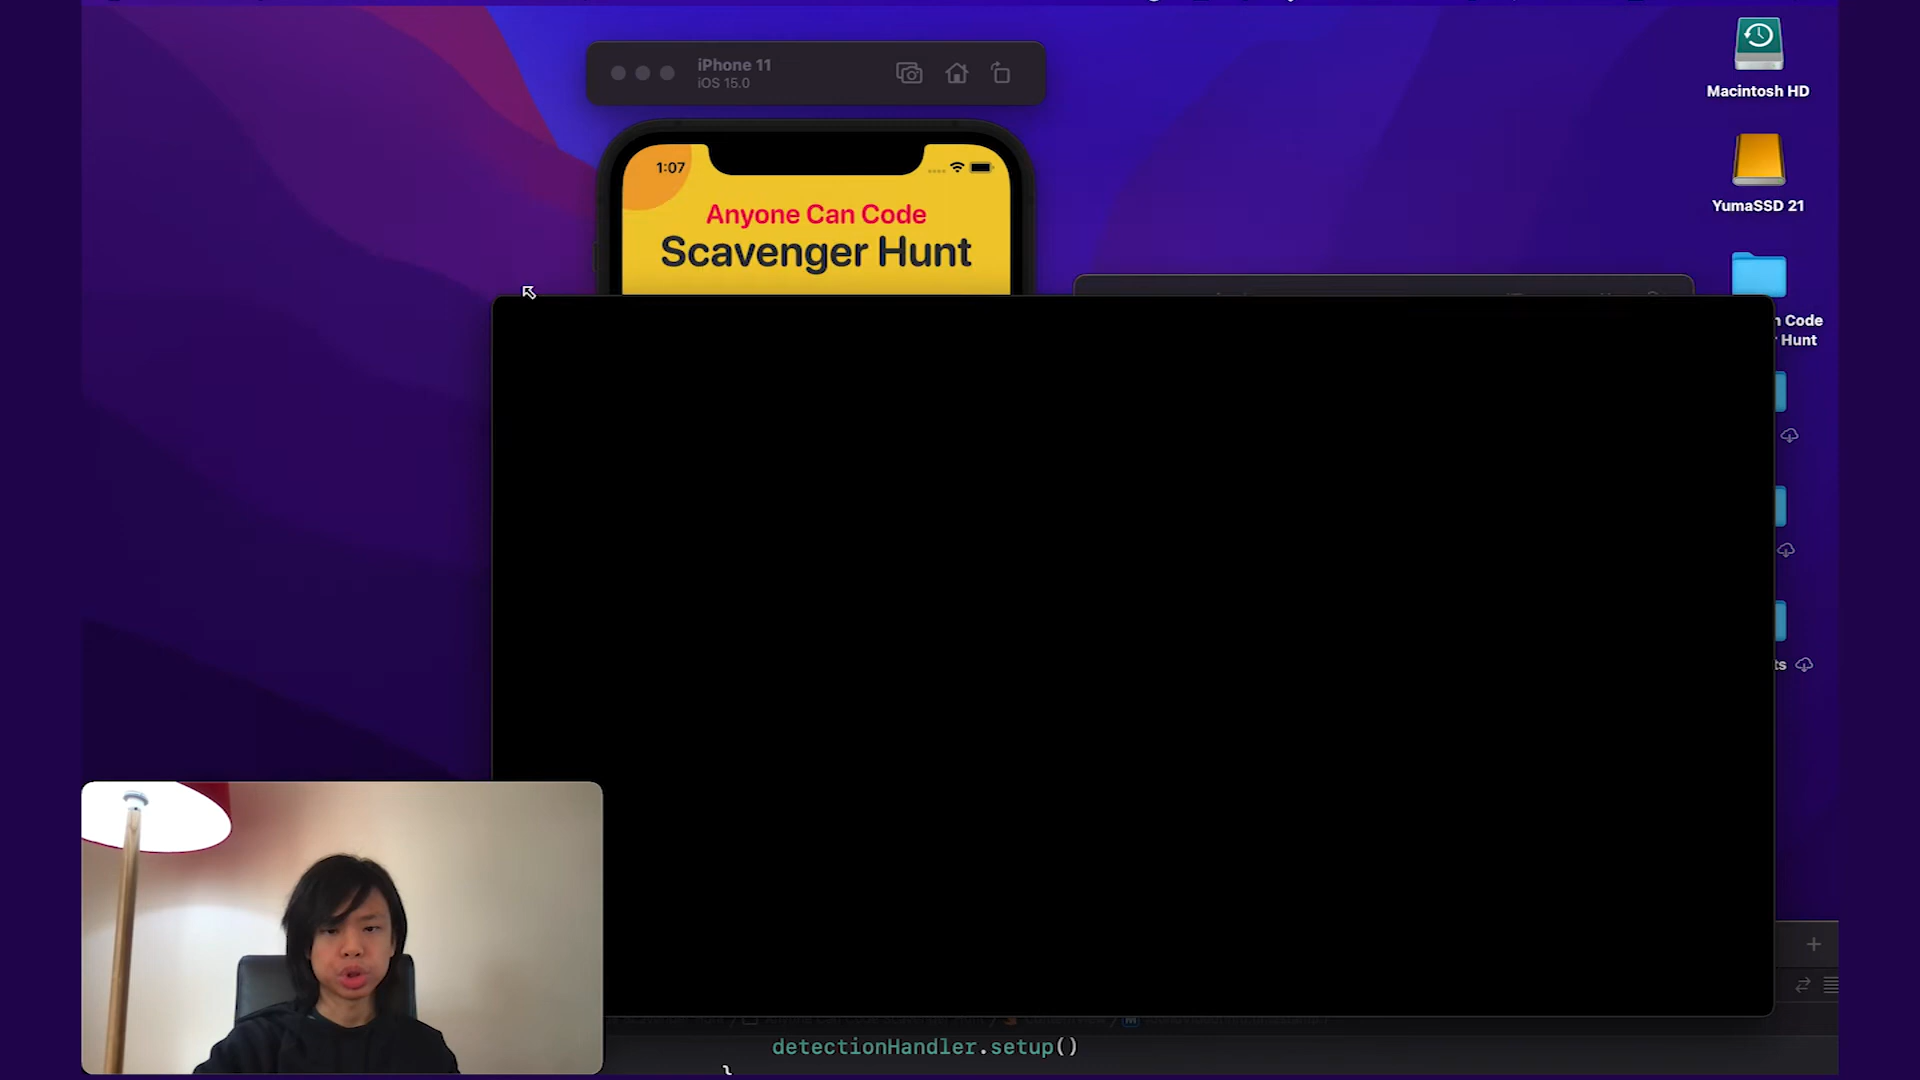 iPhone 11
iOS 15.0
Macintosh HD
1:07
Anyone Can Code
Scavenger Hunt
YumaSSD 21
Code
Hunt
ts
detectionHandler.setup()
}